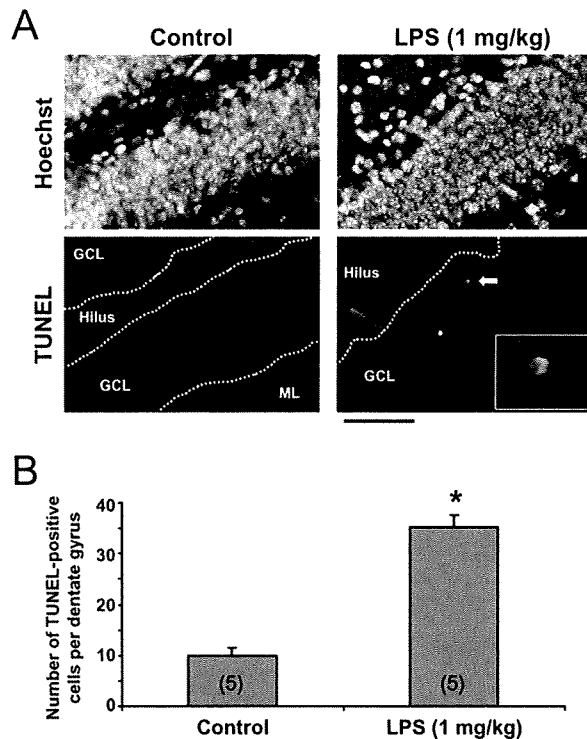 A
Control
LPS (1 mg/kg)
Hoechst
TUNEL
GCL
Hilus
GCL
ML
Hilus
GCL
B
Number of TUNEL-positive
cells per dentate gyrus
40
30
20
10
0
*
(5)
(5)
Control
LPS (1 mg/kg)